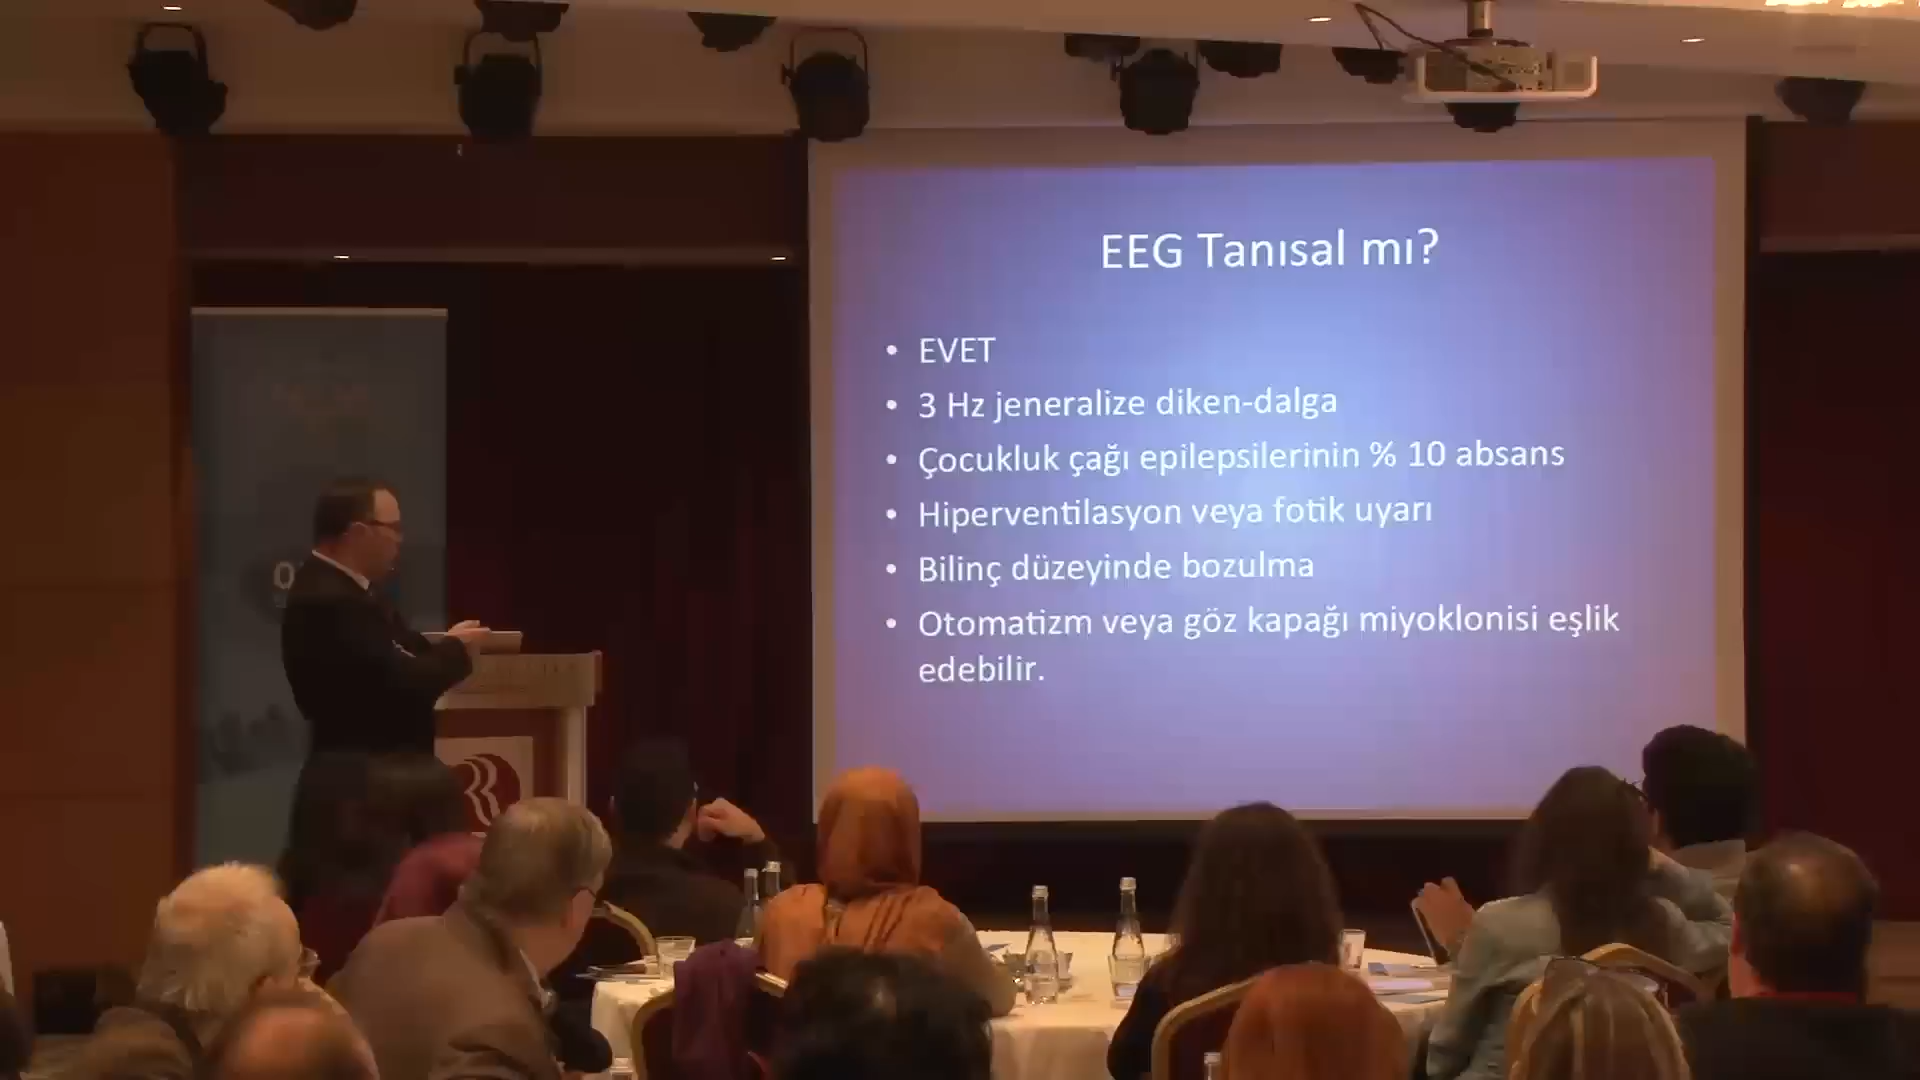 EEG Tanısal mı?
• EVET
• 3 Hz jeneralize diken-dalga
• Çocukluk çağı epilepsilerinin % 10 absans
• Hiperventilasyon veya fotik uyarı
• Bilinç düzeyinde bozulma
• Otomatizm veya göz kapağı miyoklonisi eşlik
edebilir.